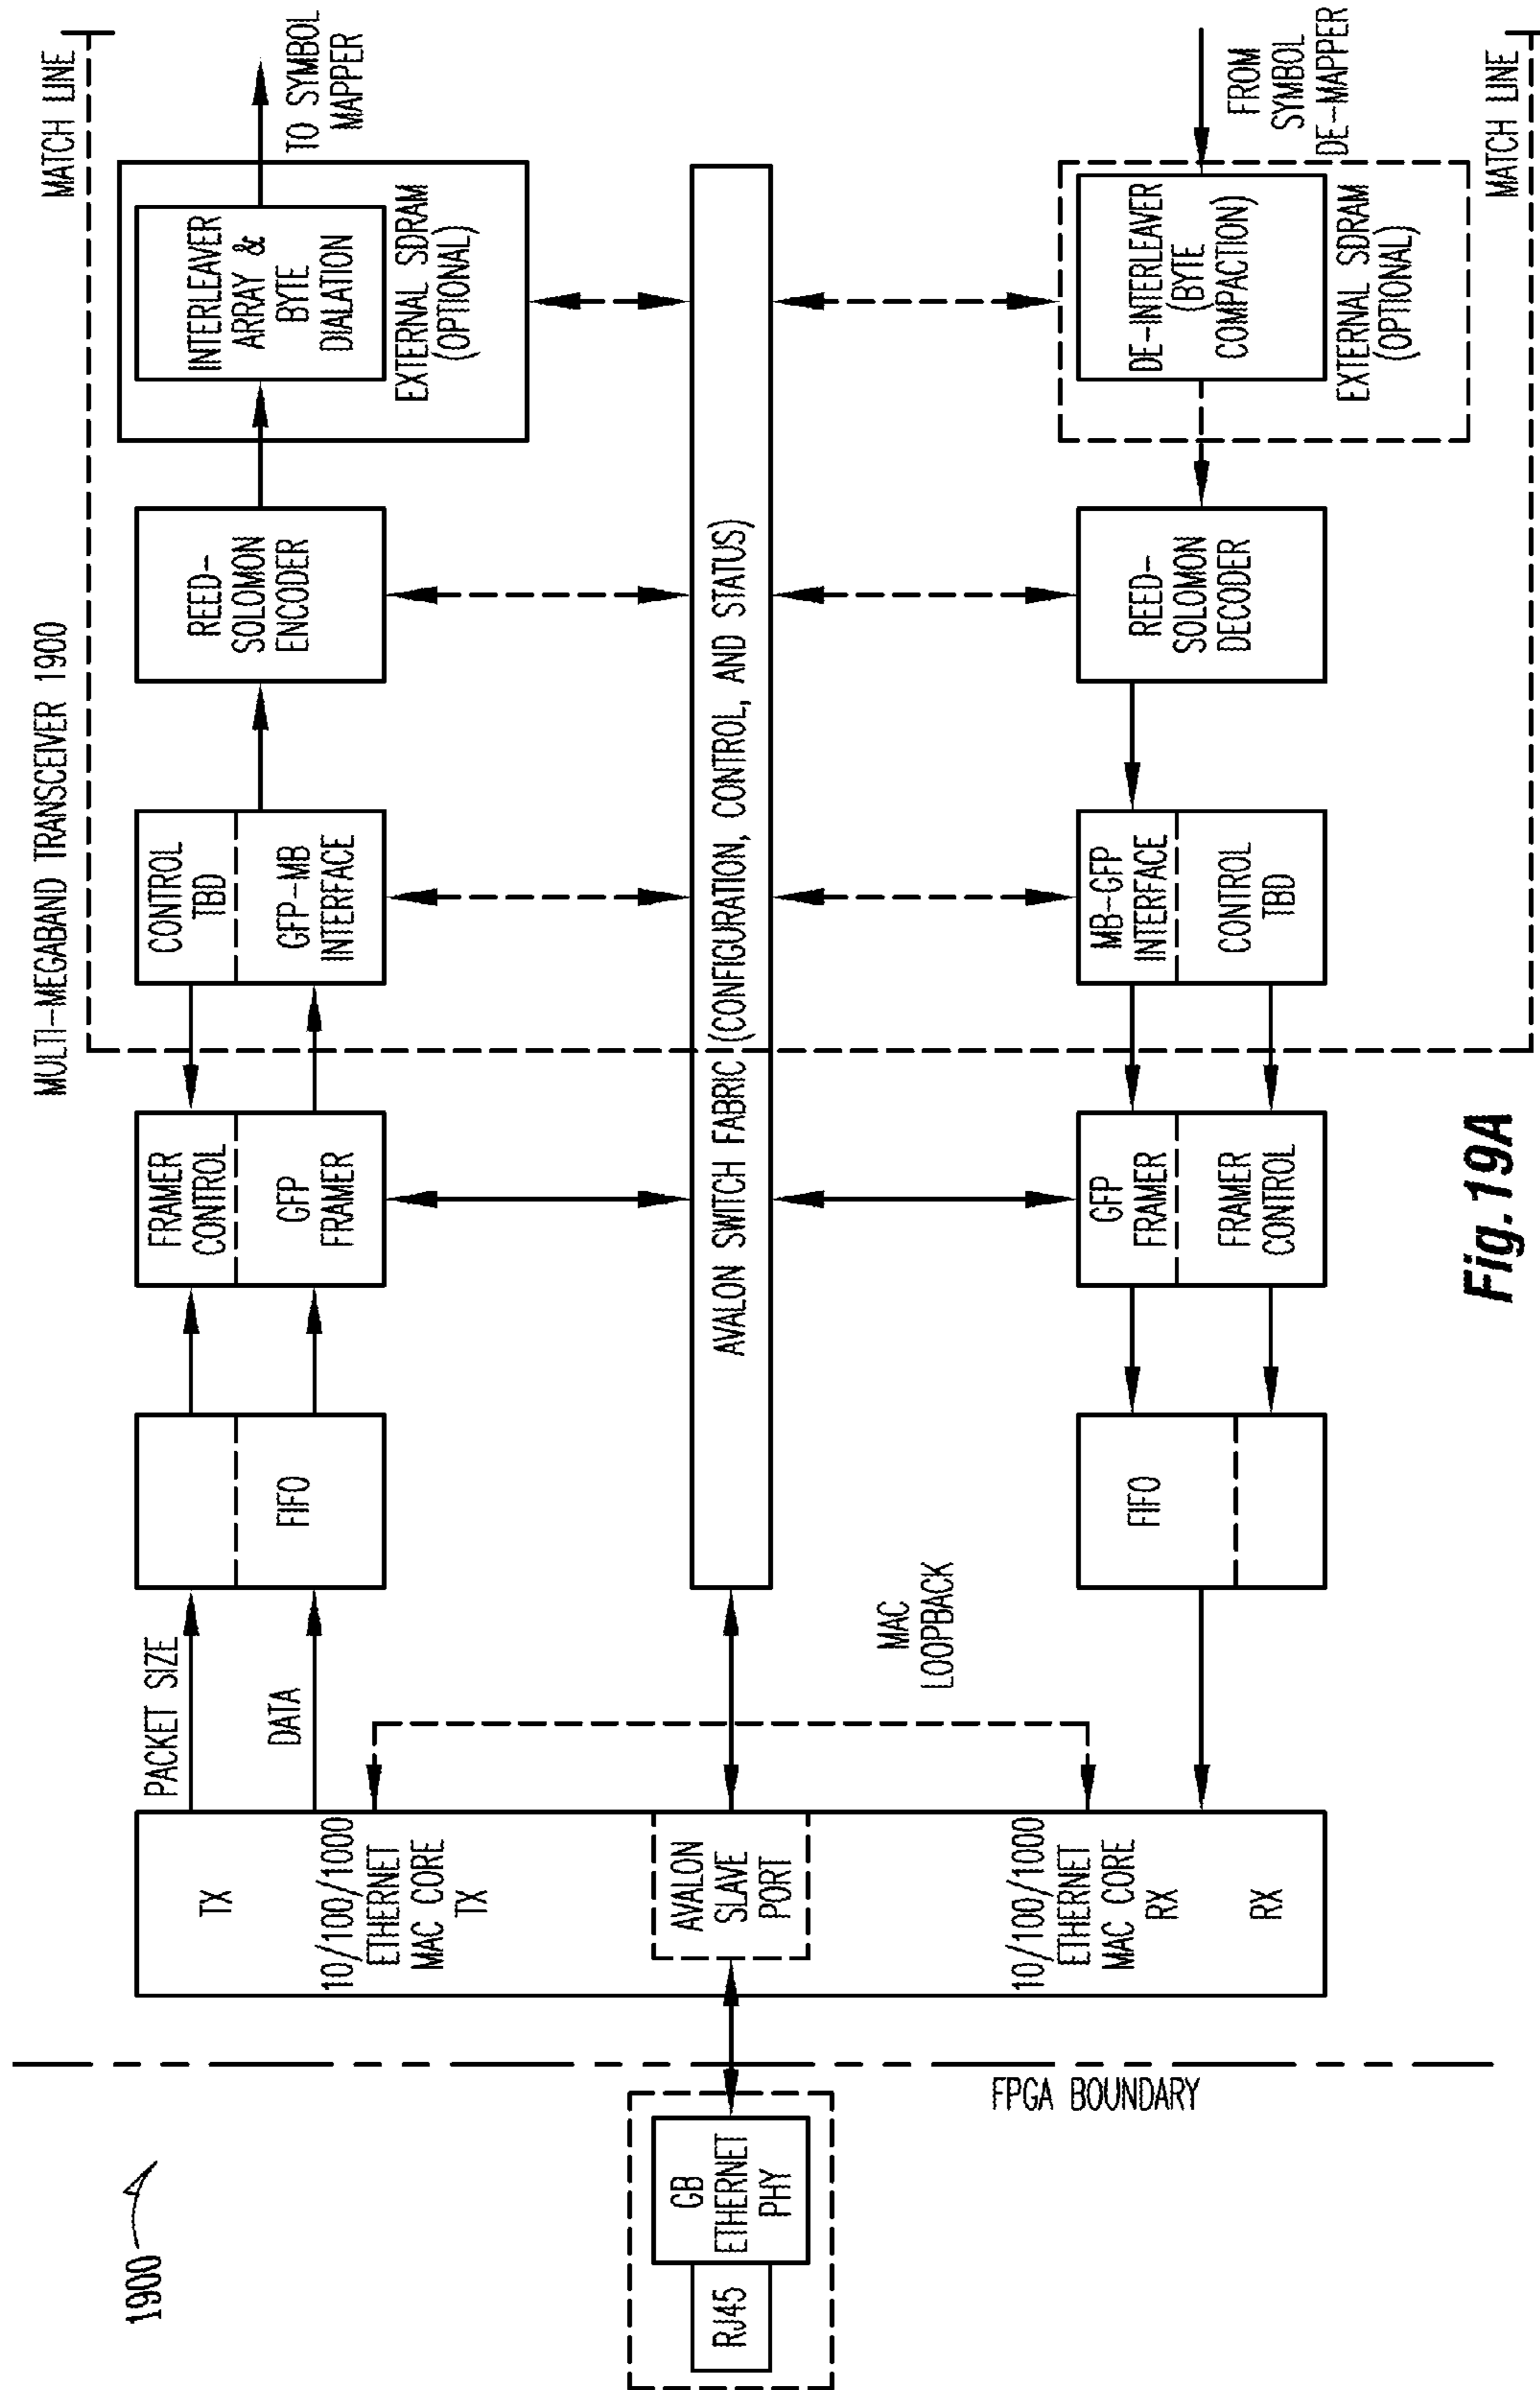 1900
MULTI-MEGABAND TRANSCEIVER 1900
MATCH LINE
PACKET SIZE
DATA
FIFO
FRAMER
CONTROL
GFP
FRAMER
CONTROL
TBD
GFP-MB
INTERFACE
REED-
SOLOMON
ENCODER
INTERLEAVER
ARRAY &
BYTE
DIALATION
EXTERNAL SDRAM
(OPTIONAL)
TO SYMBOL
MAPPER
TX
10/100/1000
ETHERNET
MAC CORE
TX
RJ45
GB
ETHERNET
PHY
AVALON
SLAVE
PORT
AVALON SWITCH FABRIC (CONFIGURATION, CONTROL, AND STATUS)
MAC
LOOPBACK
10/100/1000
ETHERNET
MAC CORE
RX
RX
FPGA BOUNDARY
FIFO
GFP
FRAMER
FRAMER
CONTROL
MB-GFP
INTERFACE
CONTROL
TBD
REED-
SOLOMON
DECODER
DE-INTERLEAVER
(BYTE
COMPACTION)
EXTERNAL SDRAM
(OPTIONAL)
FROM
SYMBOL
DE-MAPPER
MATCH LINE
Fig. 19A